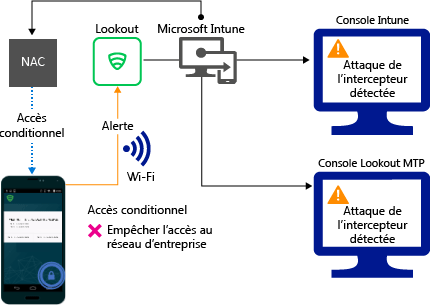 Lookout
Microsoft Intune
Console Intune
NAC
Attaque de
l'intercepteur
détectée
Accès
conditionnel
Alerte
Wi-Fi
Console Lookout MTP
Attaque de
l'intercepteur
détectée
Accès conditionnel
Empêcher l'accès au
réseau d'entreprise